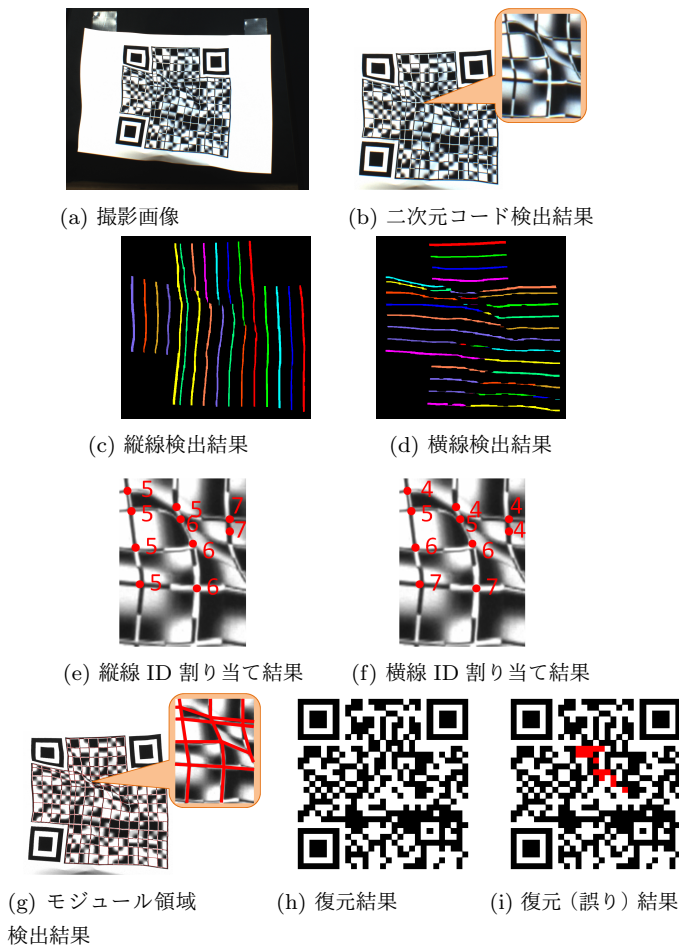 (a) 撮影画像
(b) 二次元コード検出結果
(c) 縦線検出結果
(d) 横線検出結果
5
5
5
7
6
7
5
6
5
6
4
4
4
5
5
4
6
6
7
7
(e) 縦線 ID 割り当て結果
(f) 横線 ID 割り当て結果
(g) モジュール領域
検出結果
(h) 復元結果
(i) 復元（誤り）結果